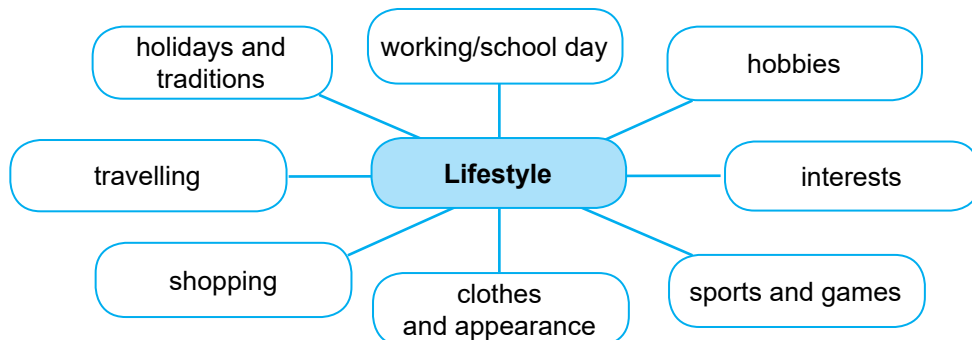 holidays and
traditions
working/school day
hobbies
travelling
Lifestyle
interests
shopping
clothes
and appearance
sports and games